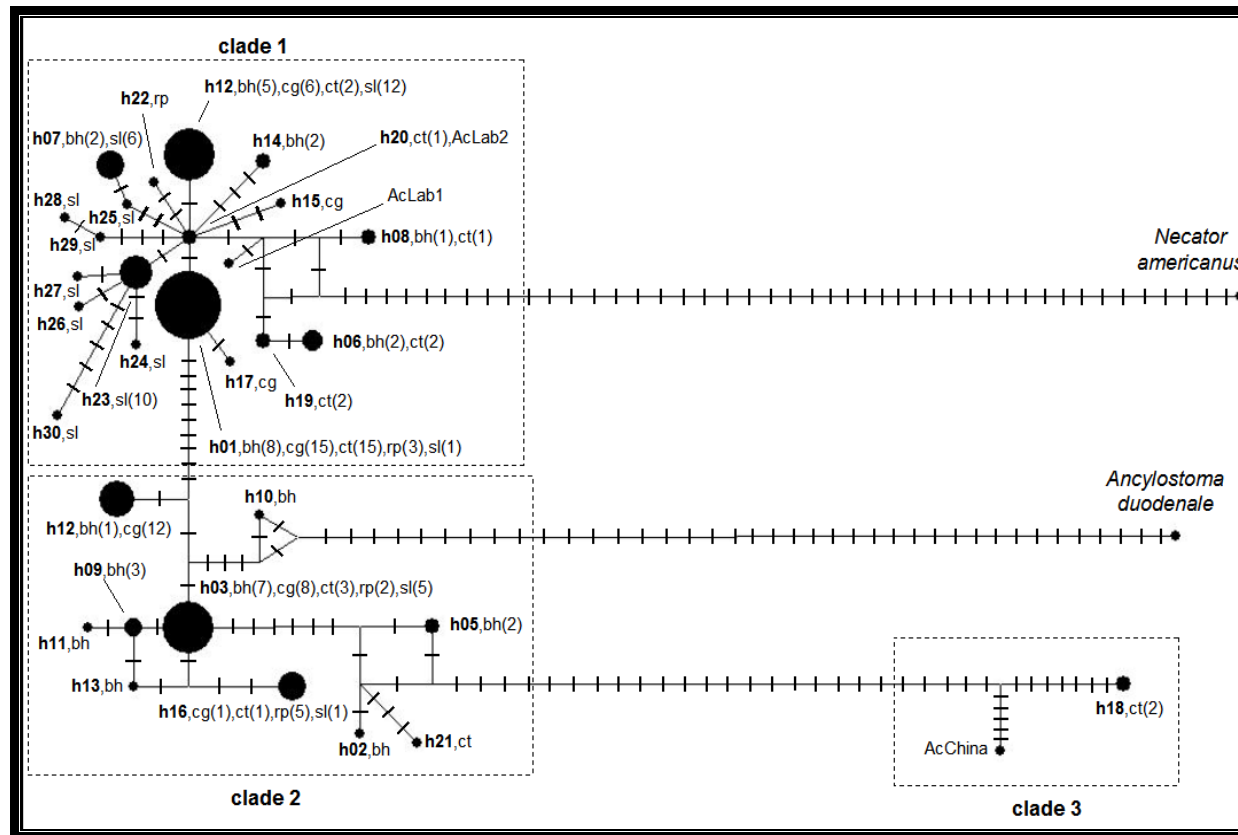 clade 1
h12,bh(5),cg(6),ct(2),sl(12)
h22,rp
h07,bh(2),sl(6)
h14,bh(2)
h20,ct(1),AcLab2
h28,sl
h25,sl
h15,cg
AcLab1
h29,sl
h08,bh(1),ct(1)
Necator
americanus
h27,sl
h26,sl
h24,sl
h06,bh(2),ct(2)
h17,cg
h23,sl(10)
h19,ct(2)
h30,sl
h01,bh(8),cg(15),ct(15),rp(3),sl(1)
h10,bh
Ancylostoma
duodenale
h12,bh(1),cg(12)
h09,bh(3)
h03,bh(7),cg(8),ct(3),rp(2),sl(5)
h11,bh
h05,bh(2)
h13,bh
h16,cg(1),ct(1),rp(5),sl(1)
h18,ct(2)
h02,bh
h21,ct
AcChina
clade 2
clade 3